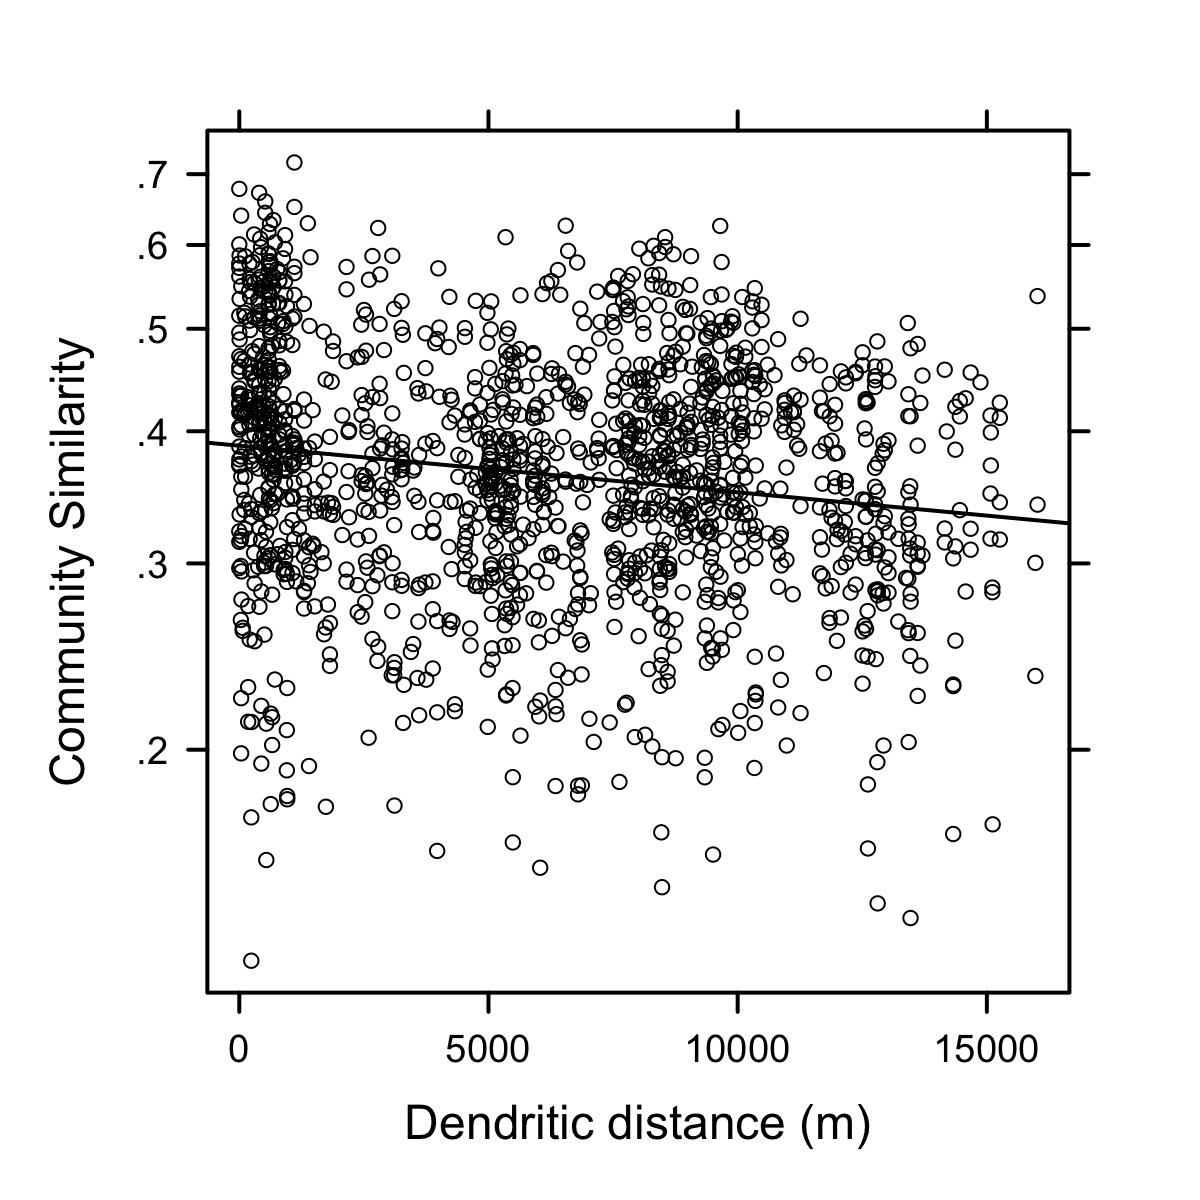 Community Similarity
.7
.6
.5
.4
.3
.2
0 5000 10000 15000
Dendritic distance (m)